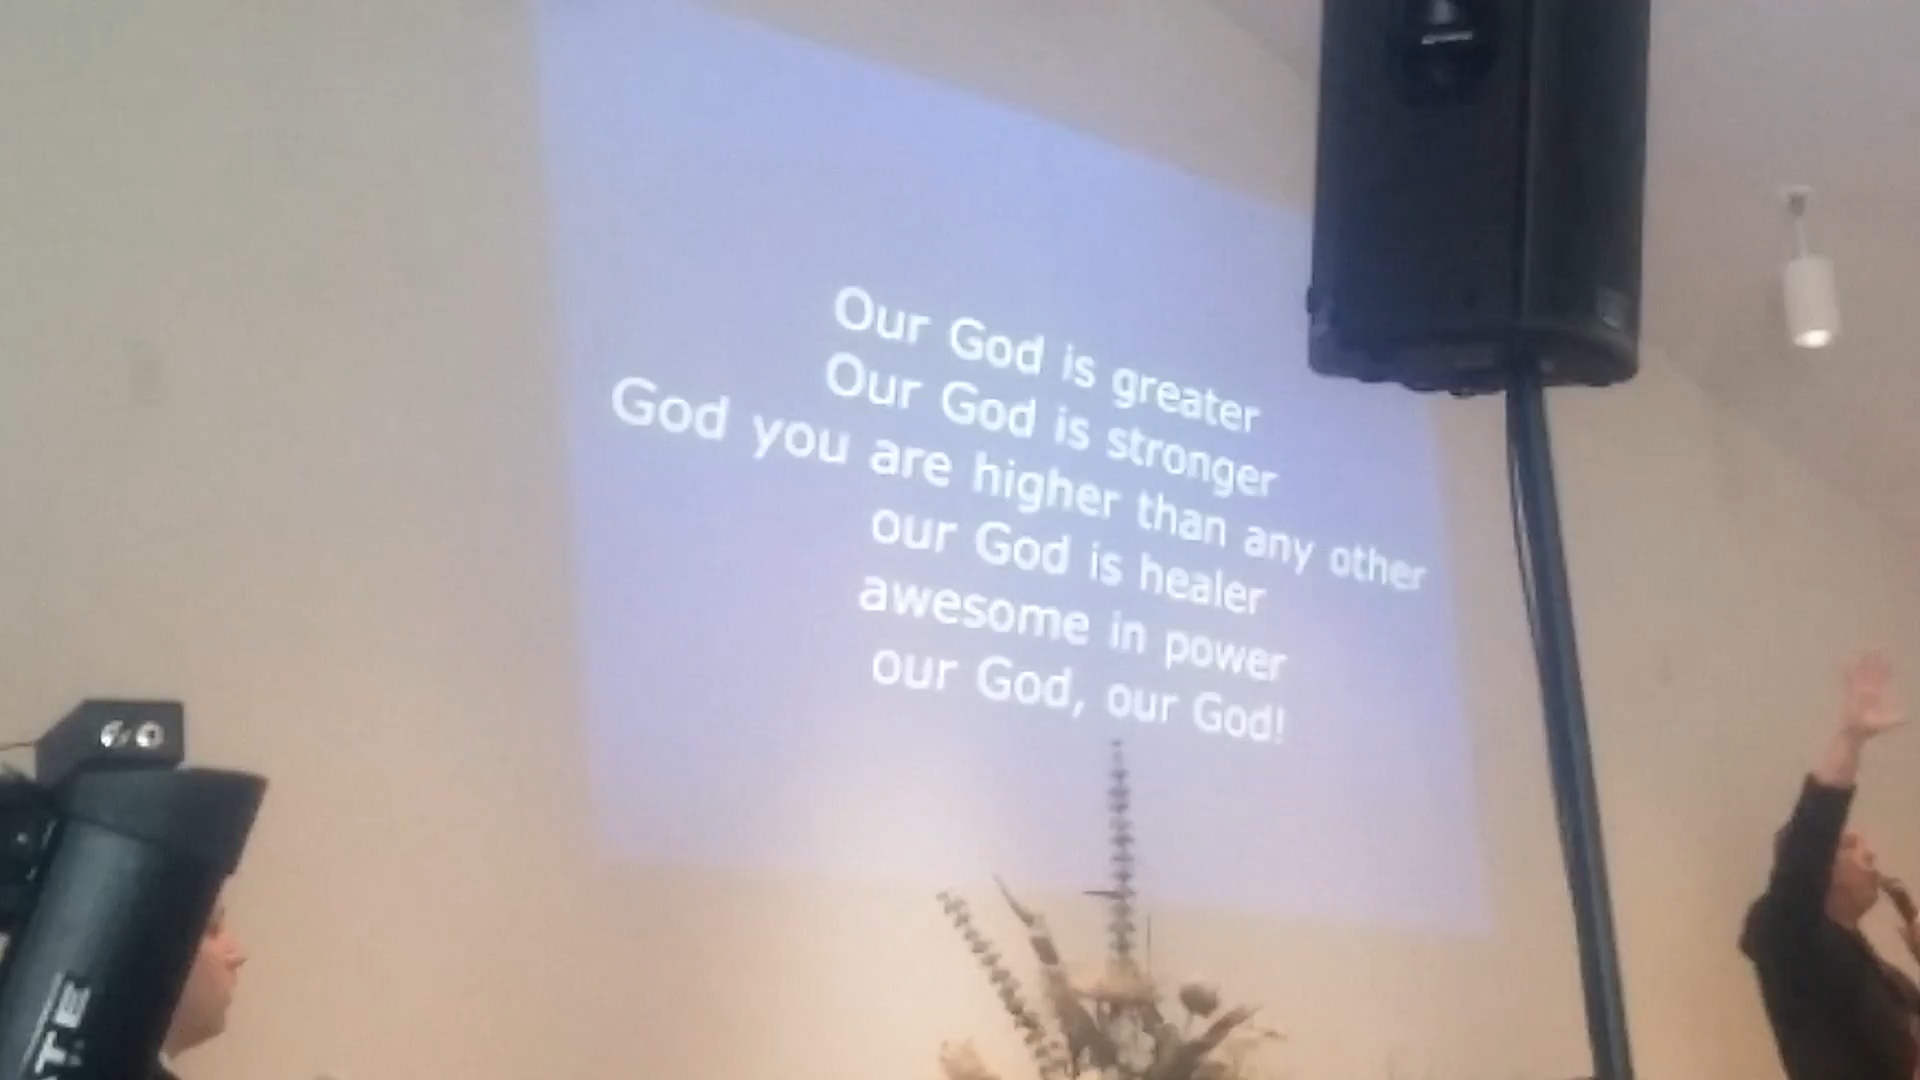 Our God is greater
Our God is stronger
God you are higher than any other
our God is healer
awesome in power
our God, our God!